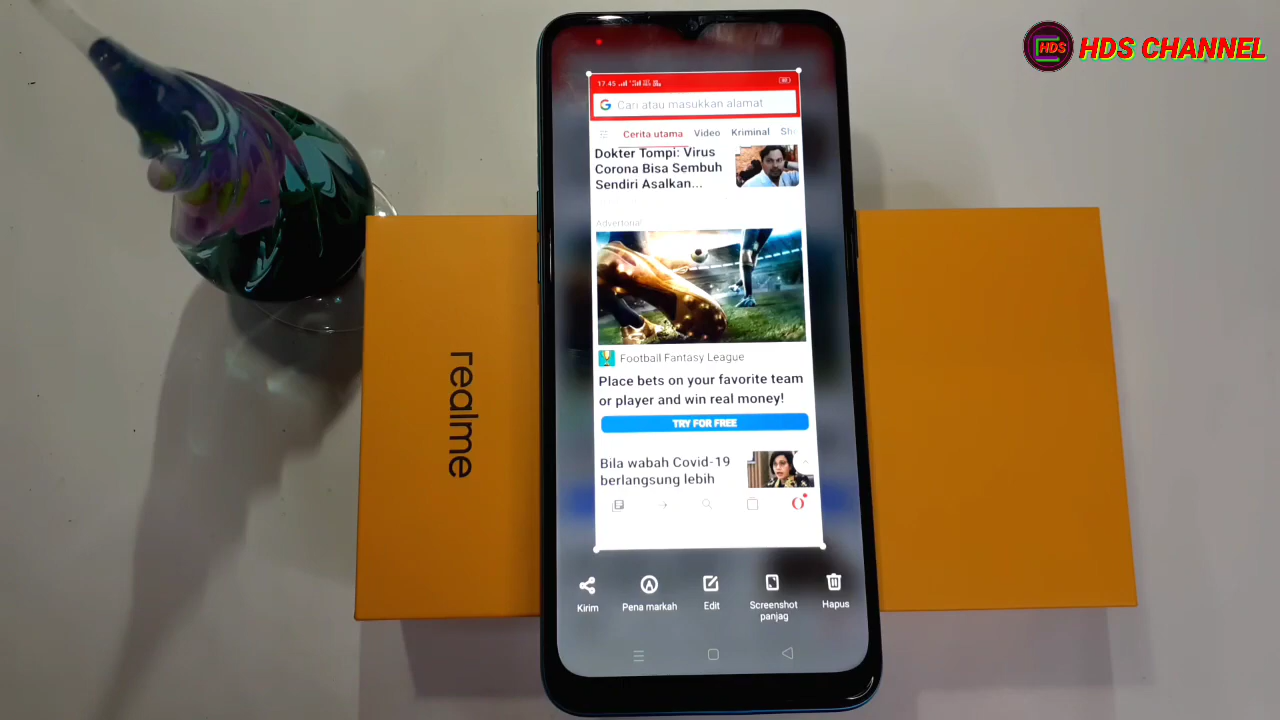 HDS
HDS CHANNEL
17.45
Cari atau masukkan alamat
Cerita utama Video Kriminal
Dokter Tompi: Virus
Corona Bisa Sembuh
Sendiri Asalkan...
Advertorial
Football Fantasy League
Place bets on your favorite team
or player and win real money!
TRY FOR FREE
Bila wabah Covid-19
berlangsung lebih
Kirim
Pena markah
Edit
Screenshot
panjag
Hapus
realme